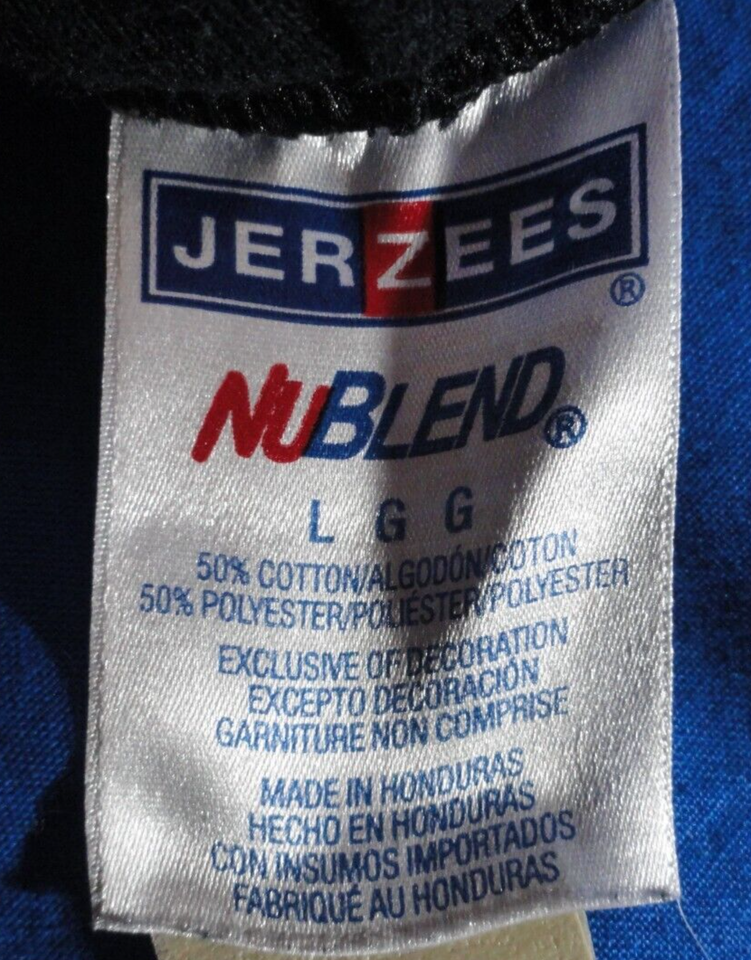 JERZEES®
NUBLEND®
L G G
50% COTTON/ALGODÓN/COTON
50% POLYESTER/POLIÉSTER/POLYESTER
EXCLUSIVE OF DECORATION
EXCEPTO DECORACIÓN
GARNITURE NON COMPRISE
MADE IN HONDURAS
HECHO EN HONDURAS
CON INSUMOS IMPORTADOS
FABRIQUÉ AU HONDURAS